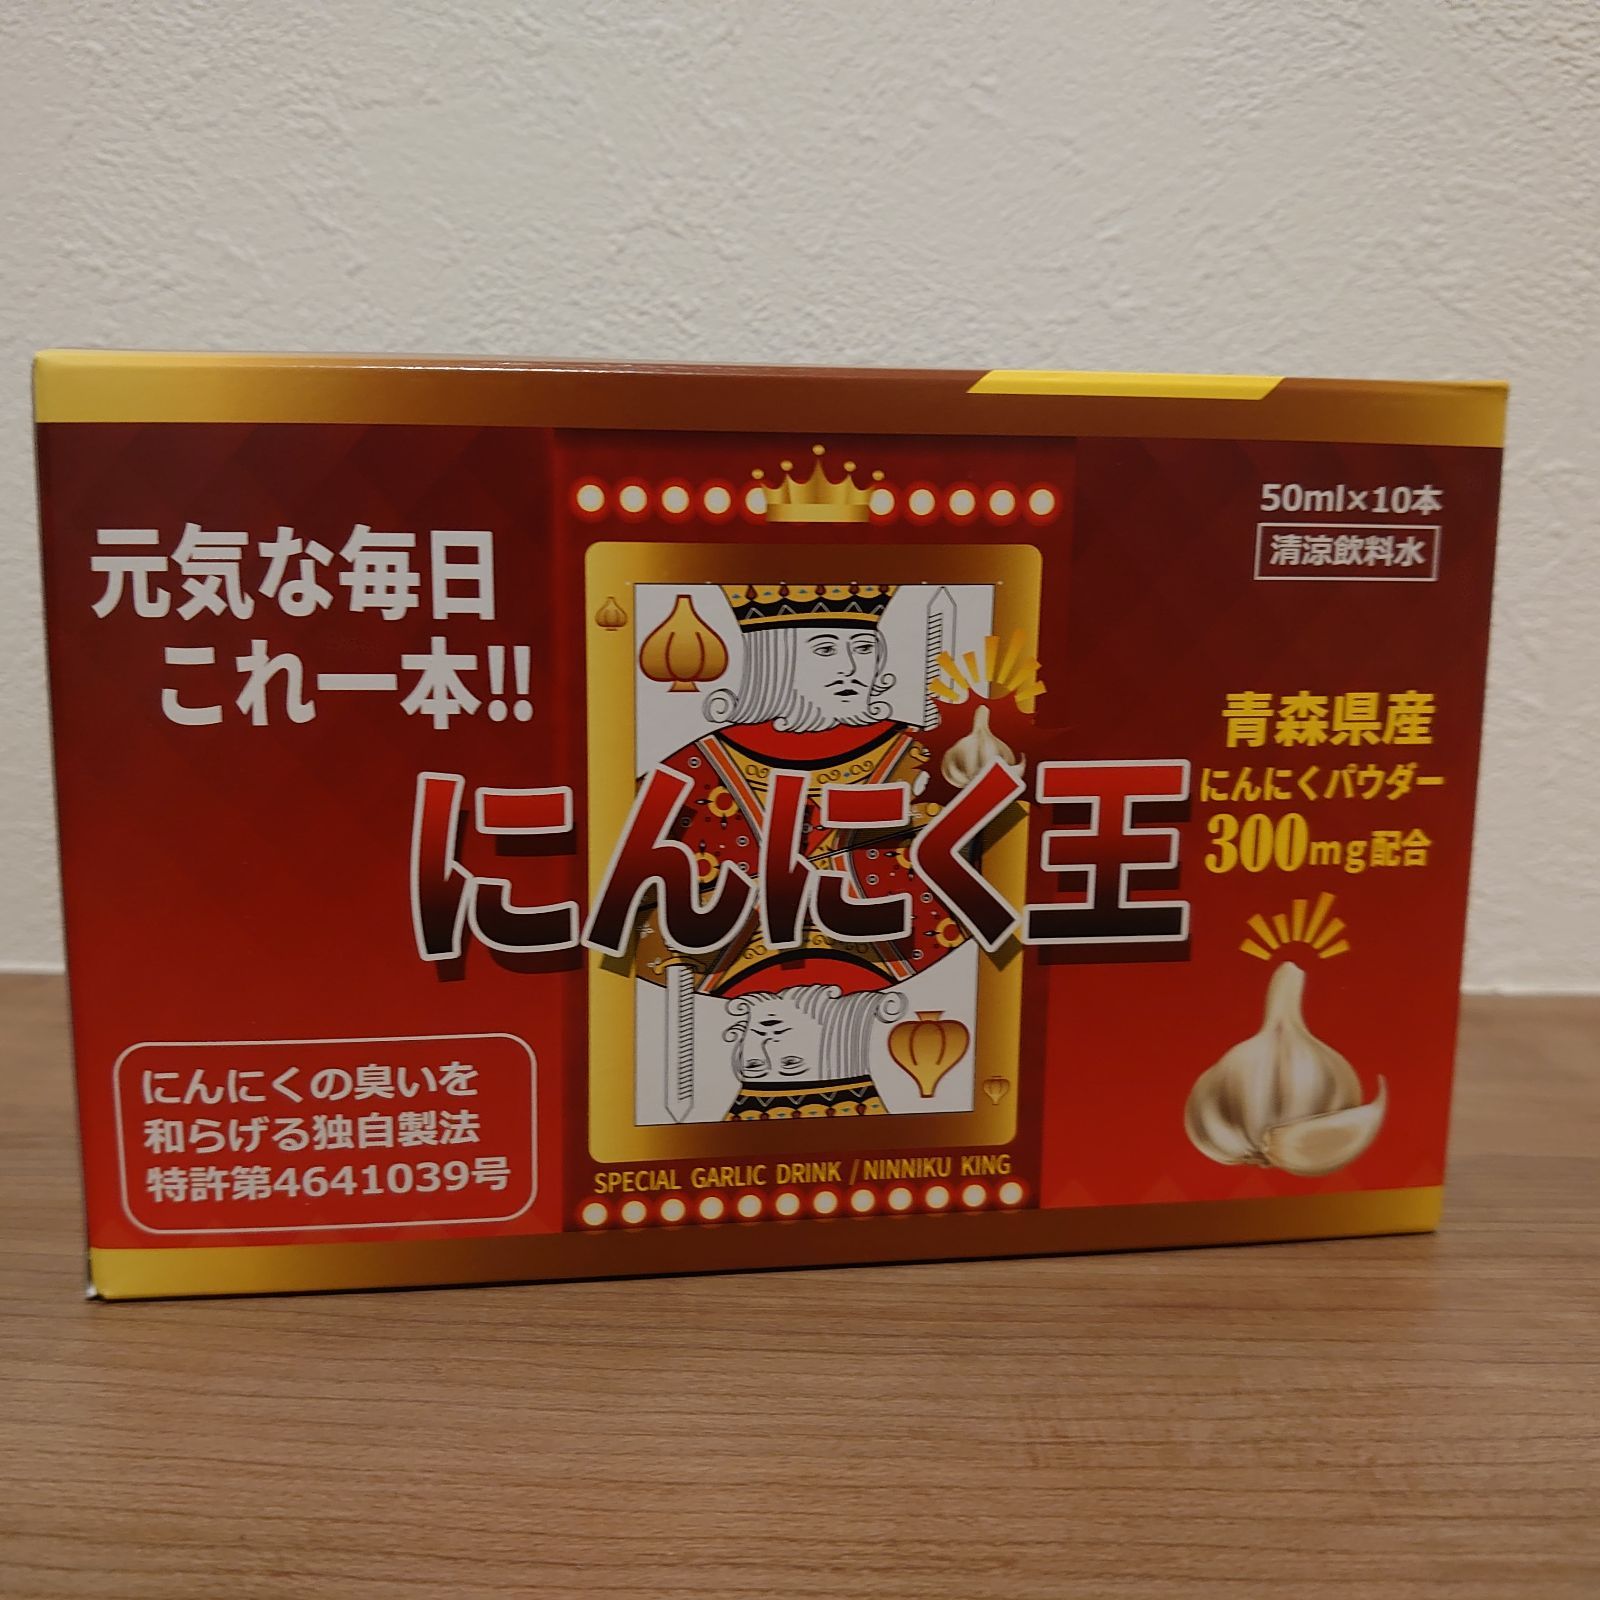 50ml×10本
清涼飲料水
元気な毎日
これ一本!!
にんにく王
青森県産
にんにくパウダー
300mg配合
にんにくの臭いを
和らげる独自製法
特許第4641039号
SPECIAL GARLIC DRINK / NINNIKU KING